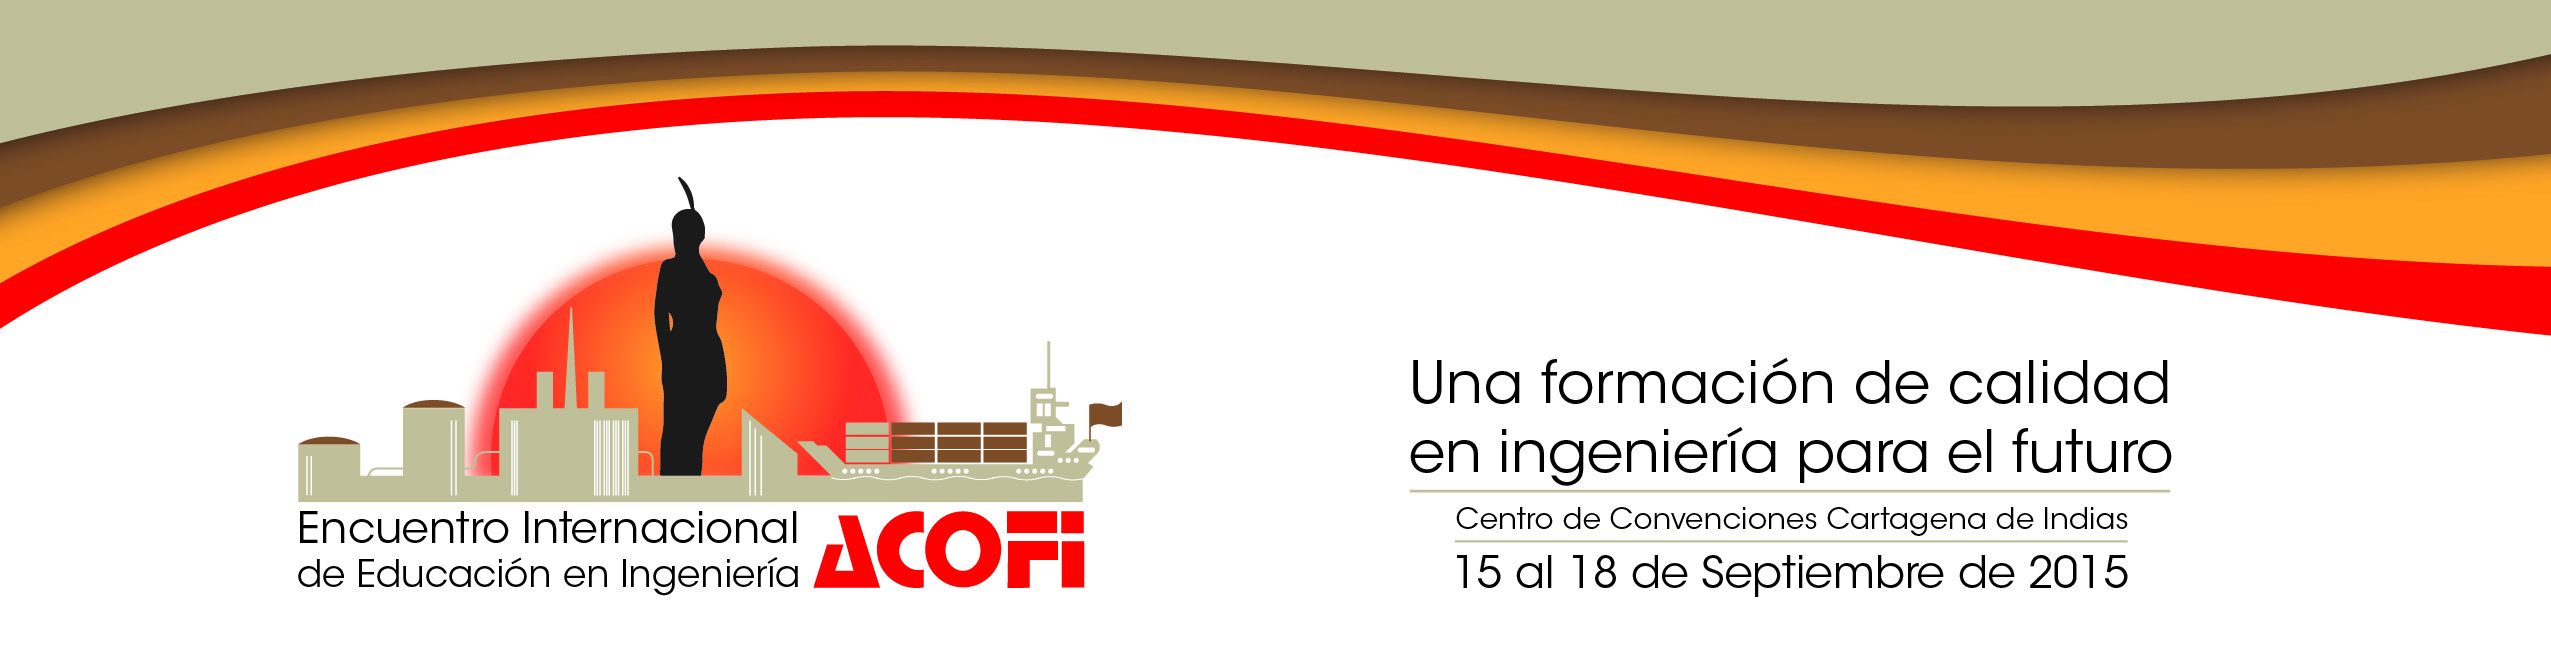 Encuentro Internacional
de Educación en Ingeniería
ACOFI
Una formación de calidad
en ingeniería para el futuro
Centro de Convenciones Cartagena de Indias
15 al 18 de Septiembre de 2015